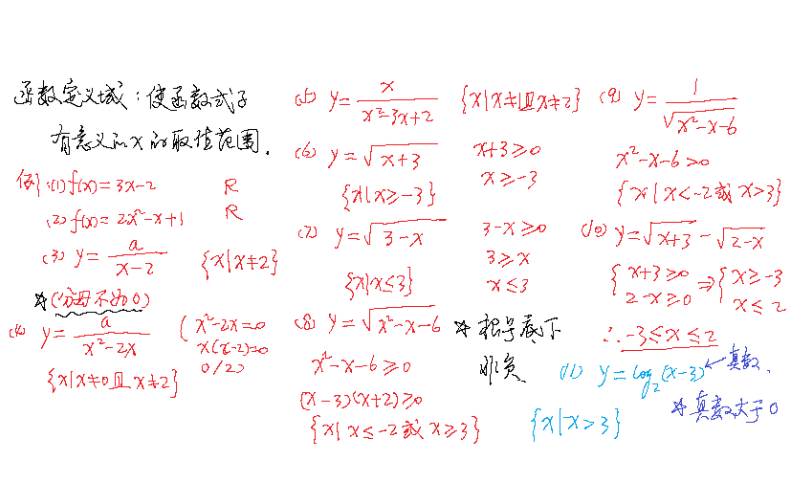 函数定义域：使函数式子
有意义的x的取值范围.
例：(1) f(x)=3x-2 R
(2) f(x)=2x²-x+1 R
(3) y=a/(x-2) {x|x≠2}
*(分母不为0)
(4) y=a/(x²-2x) (x²-2x=0
x(x-2)=0
0/2)
{x|x≠0且x≠2}
(5) y=x/(x²-3x+2) {x|x≠1且x≠2}
(6) y=√(x+3) x+3≥0
x≥-3
{x|x≥-3}
(7) y=√(3-x) 3-x≥0
3≥x
{x|x≤3} x≤3
(8) y=√(x²-x-6) *根号底下
非负.
x²-x-6≥0
(x-3)(x+2)≥0
{x|x≤-2或x≥3}
(9) y=1/√(x²-x-6)
x²-x-6>0
{x|x<-2或x>3}
(10) y=√(x+3)-√(2-x)
{x+3≥0 ⇒ {x≥-3
2-x≥0 x≤2
∴-3≤x≤2
(11) y=log₂(x-3) ←真数.
*真数大于0
{x|x>3}